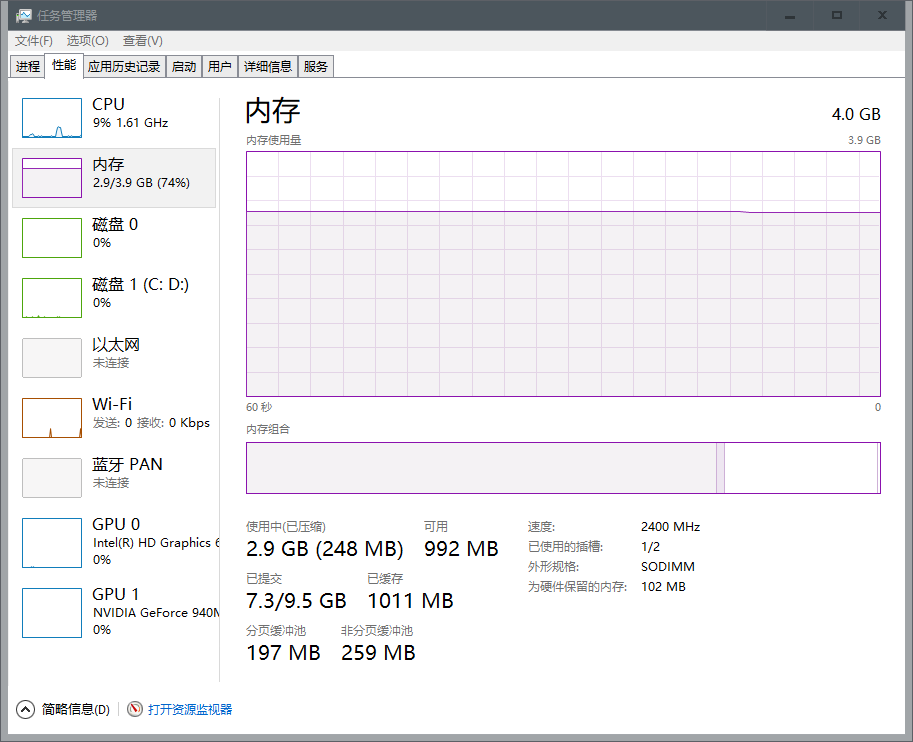 任务管理器
文件(F) 选项(O) 查看(V)
进程 性能 应用历史记录 启动 用户 详细信息 服务
CPU
9% 1.61 GHz
内存
2.9/3.9 GB (74%)
磁盘 0
0%
磁盘 1 (C: D:)
0%
以太网
未连接
Wi-Fi
发送: 0 接收: 0 Kbps
蓝牙 PAN
未连接
GPU 0
Intel(R) HD Graphics 6
0%
GPU 1
NVIDIA GeForce 940M
0%
内存 4.0 GB
内存使用量 3.9 GB
60 秒 0
内存组合
使用中(已压缩) 可用
2.9 GB (248 MB) 992 MB
已提交 已缓存
7.3/9.5 GB 1011 MB
分页缓冲池 非分页缓冲池
197 MB 259 MB
速度: 2400 MHz
已使用的插槽: 1/2
外形规格: SODIMM
为硬件保留的内存: 102 MB
简略信息(D) 打开资源监视器